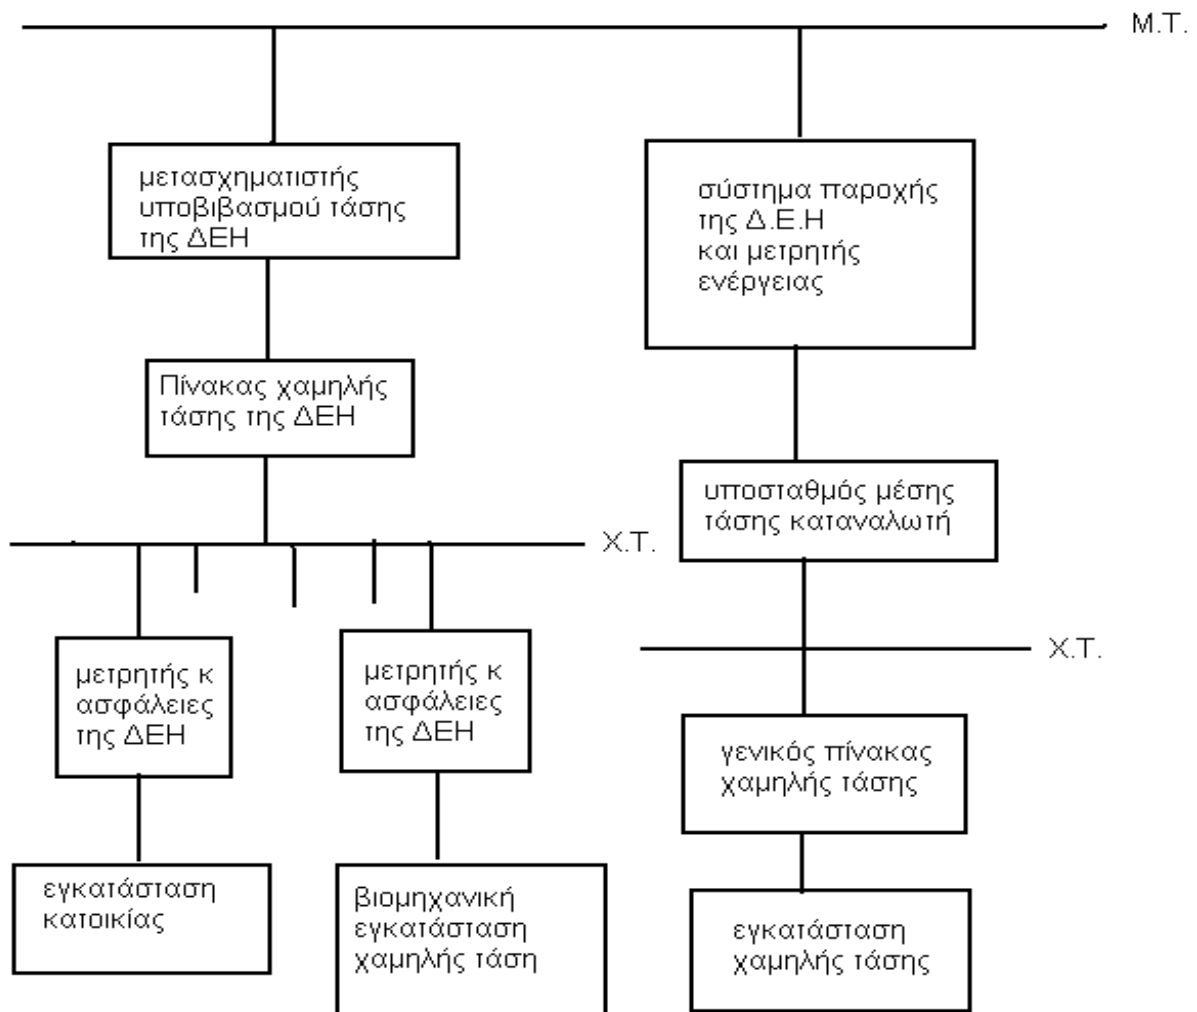 Μ.Τ.
μετασχηματιστής
υποβιβασμού τάσης
της ΔΕΗ
σύστημα παροχής
της Δ.Ε.Η
και μετρητής
ενέργειας
Πίνακας χαμηλής
τάσης της ΔΕΗ
υποσταθμός μέσης
τάσης καταναλωτή
Χ.Τ.
Χ.Τ.
μετρητής κ
ασφάλειες
της ΔΕΗ
μετρητής κ
ασφάλειες
της ΔΕΗ
γενικός πίνακας
χαμηλής τάσης
εγκατάσταση
κατοικίας
βιομηχανική
εγκατάσταση
χαμηλής τάση
εγκατάσταση
χαμηλής τάσης